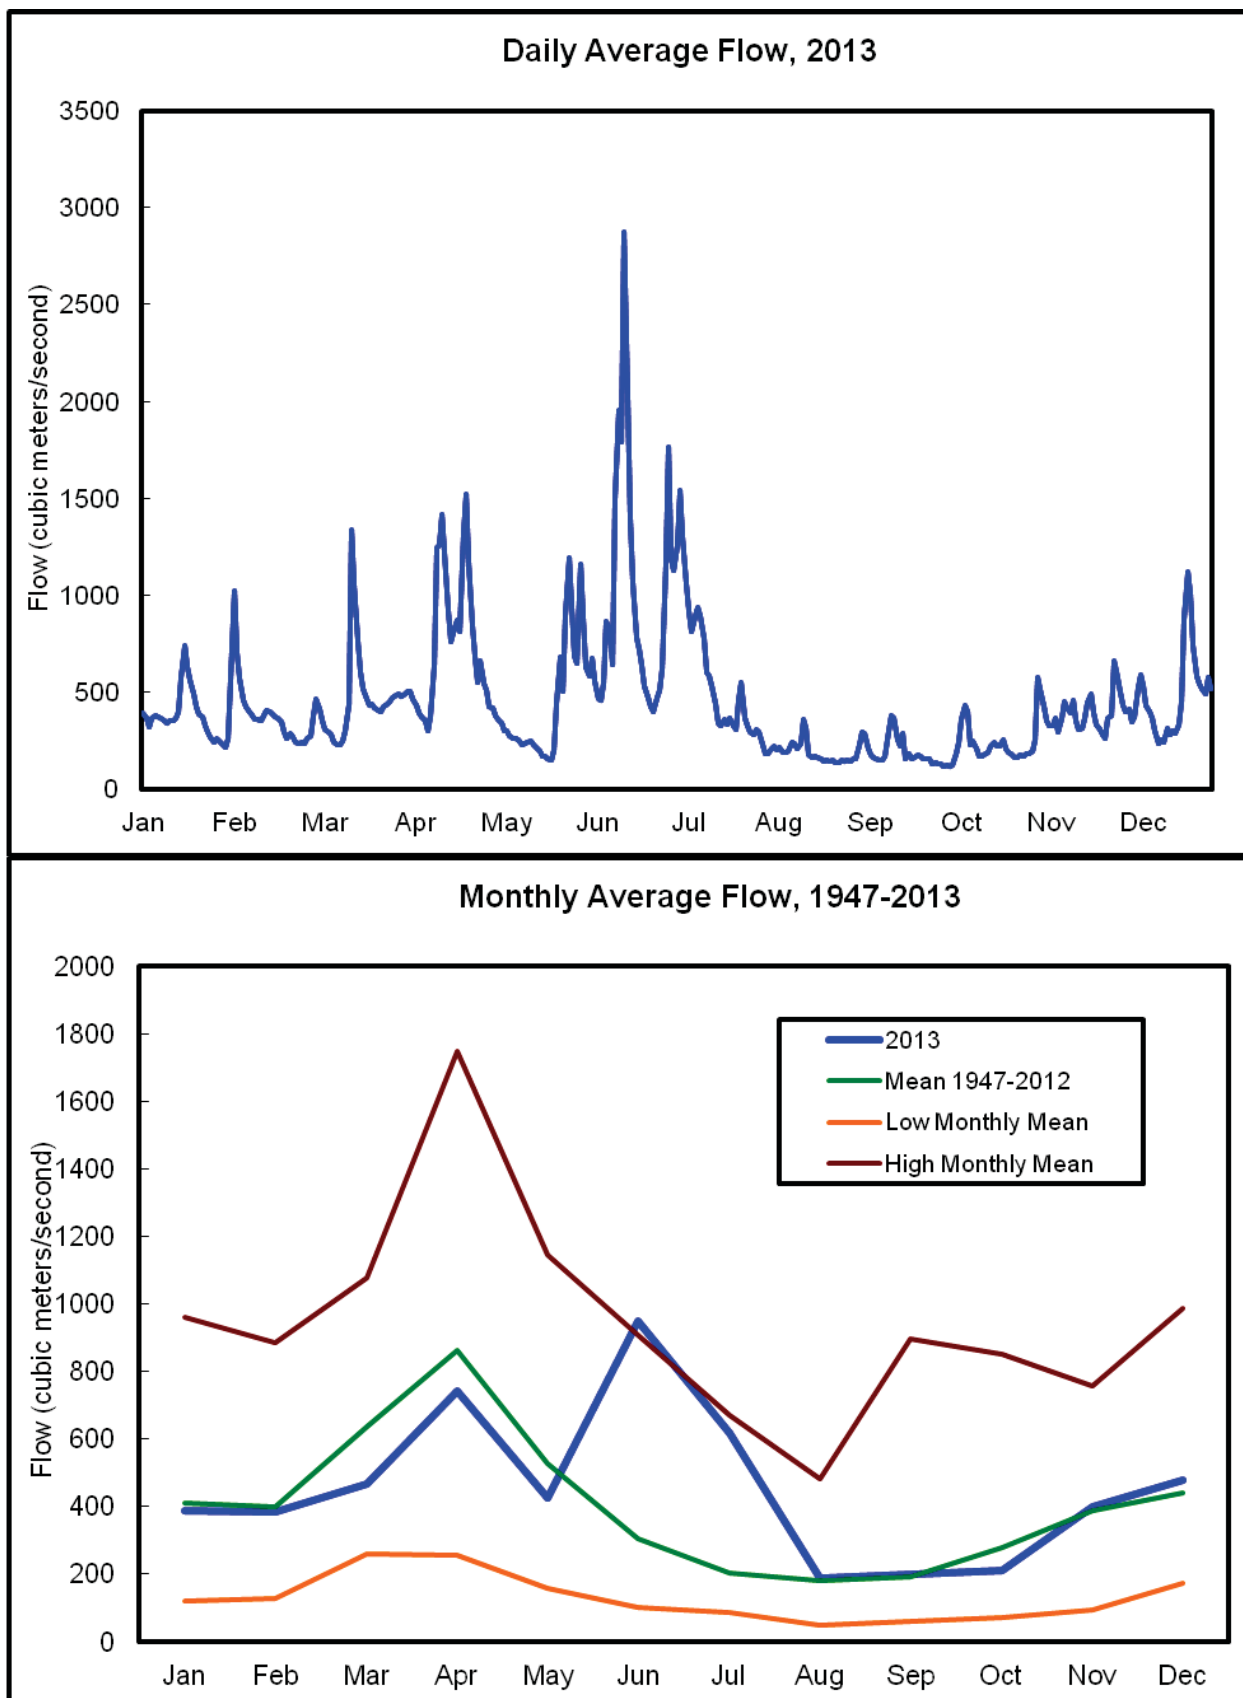 Daily Average Flow, 2013
3500
3000
2500
2000
1500
1000
500
0
Flow (cubic meters/second)
Jan Feb Mar Apr May Jun Jul Aug Sep Oct Nov Dec
Monthly Average Flow, 1947-2013
2000
1800
1600
1400
1200
1000
800
600
400
200
0
Flow (cubic meters/second)
2013
Mean 1947-2012
Low Monthly Mean
High Monthly Mean
Jan Feb Mar Apr May Jun Jul Aug Sep Oct Nov Dec